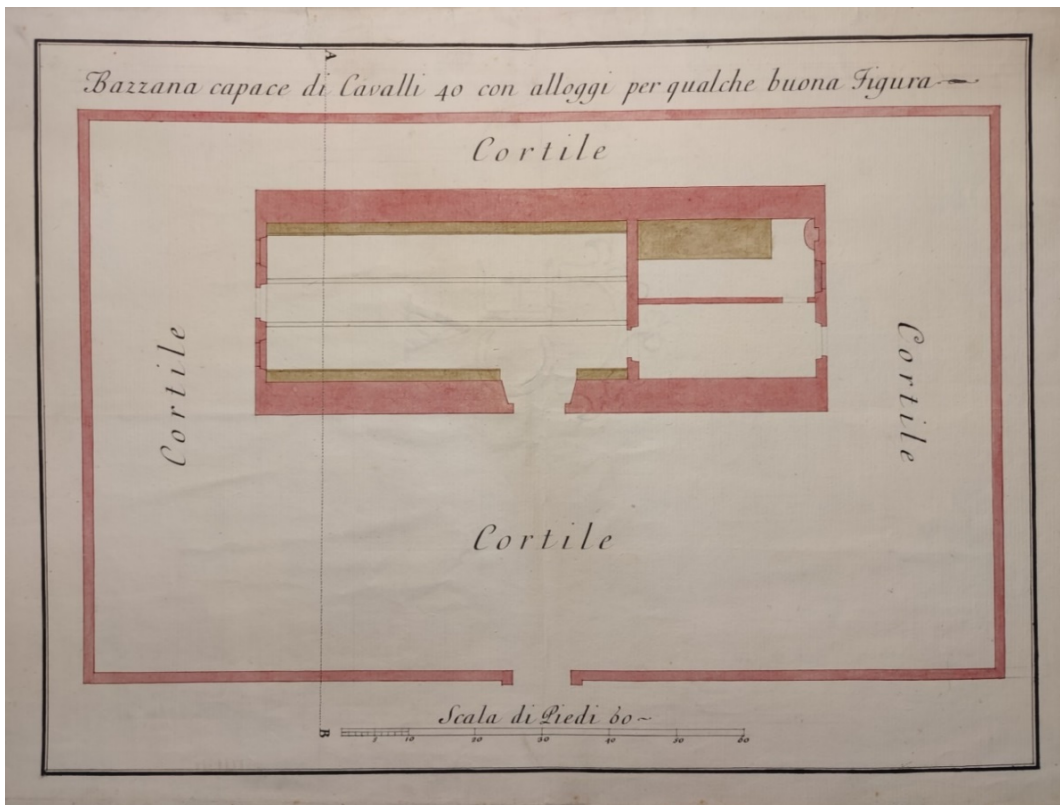 A
Bazzana capace di Cavalli 40 con alloggi per qualche buona Figura
Cortile
Cortile
Cortile
Cortile
Scala di Piedi 60
B
5 10 20 30 40 50 60